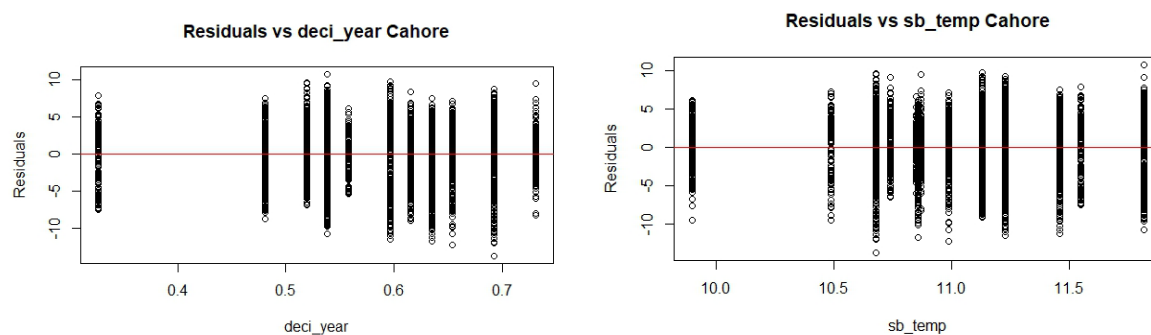 Residuals vs deci_year Cahore
Residuals
10
5
0
-5
-10
0.4 0.5 0.6 0.7
deci_year
Residuals vs sb_temp Cahore
Residuals
10
5
0
-5
-10
10.0 10.5 11.0 11.5
sb_temp